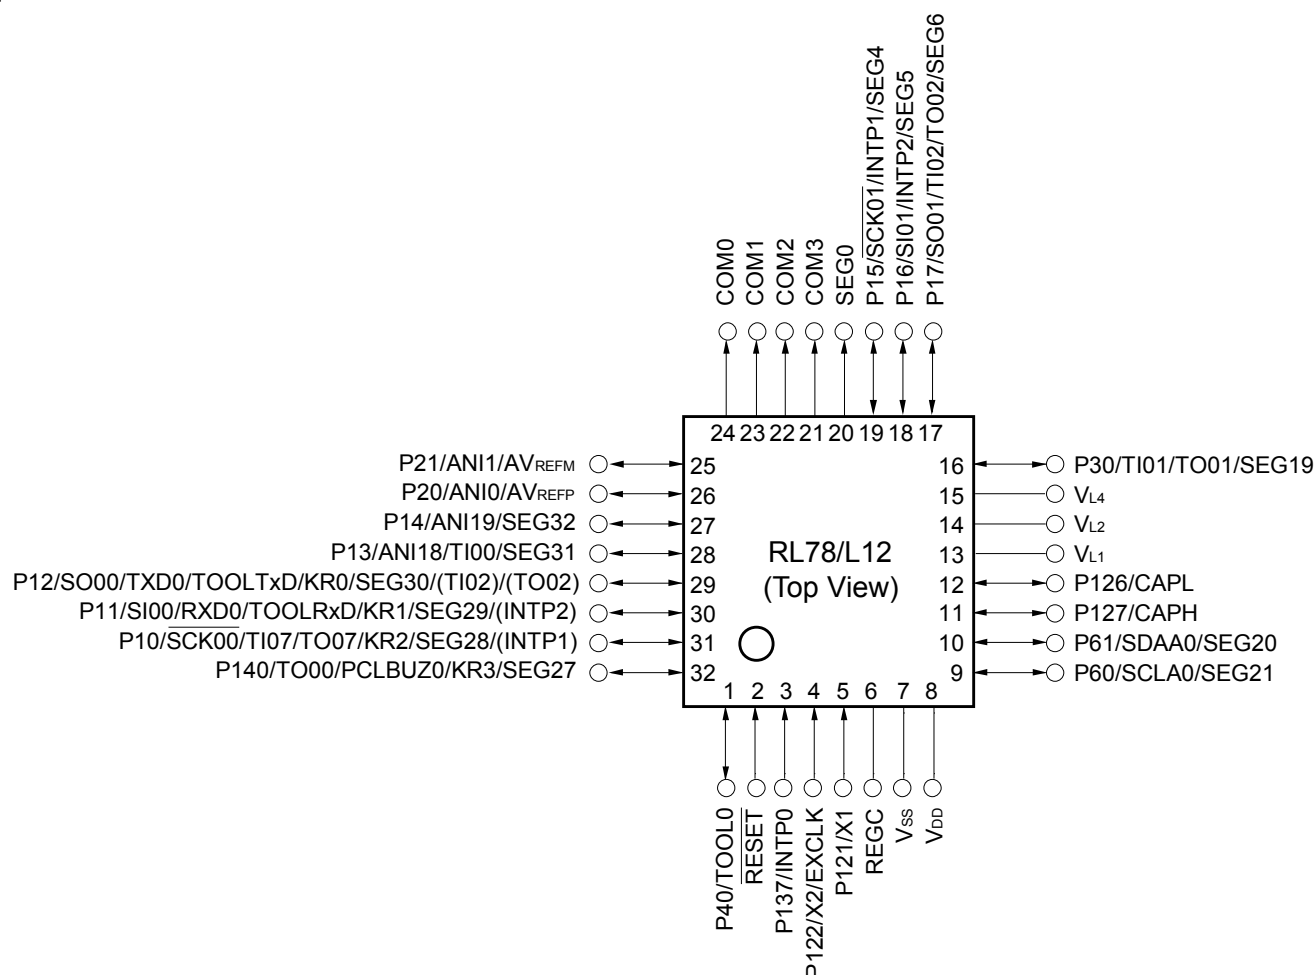 COM0
COM1
COM2
COM3
SEG0
P15/S̅C̅K̅0̅1̅/INTP1/SEG4
P16/SI01/INTP2/SEG5
P17/SO01/TI02/TO02/SEG6
24 23 22 21 20 19 18 17
P21/ANI1/AVREFM 25
P20/ANI0/AVREFP 26
P14/ANI19/SEG32 27
P13/ANI18/TI00/SEG31 28
P12/SO00/TXD0/TOOLTxD/KR0/SEG30/(TI02)/(TO02) 29
P11/SI00/RXD0/TOOLRxD/KR1/SEG29/(INTP2) 30
P10/S̅C̅K̅0̅0̅/TI07/TO07/KR2/SEG28/(INTP1) 31
P140/TO00/PCLBUZ0/KR3/SEG27 32
RL78/L12
(Top View)
16 P30/TI01/TO01/SEG19
15 VL4
14 VL2
13 VL1
12 P126/CAPL
11 P127/CAPH
10 P61/SDAA0/SEG20
9 P60/SCLA0/SEG21
1 2 3 4 5 6 7 8
P40/TOOL0
R̅E̅S̅E̅T̅
P137/INTP0
P122/X2/EXCLK
P121/X1
REGC
VSS
VDD